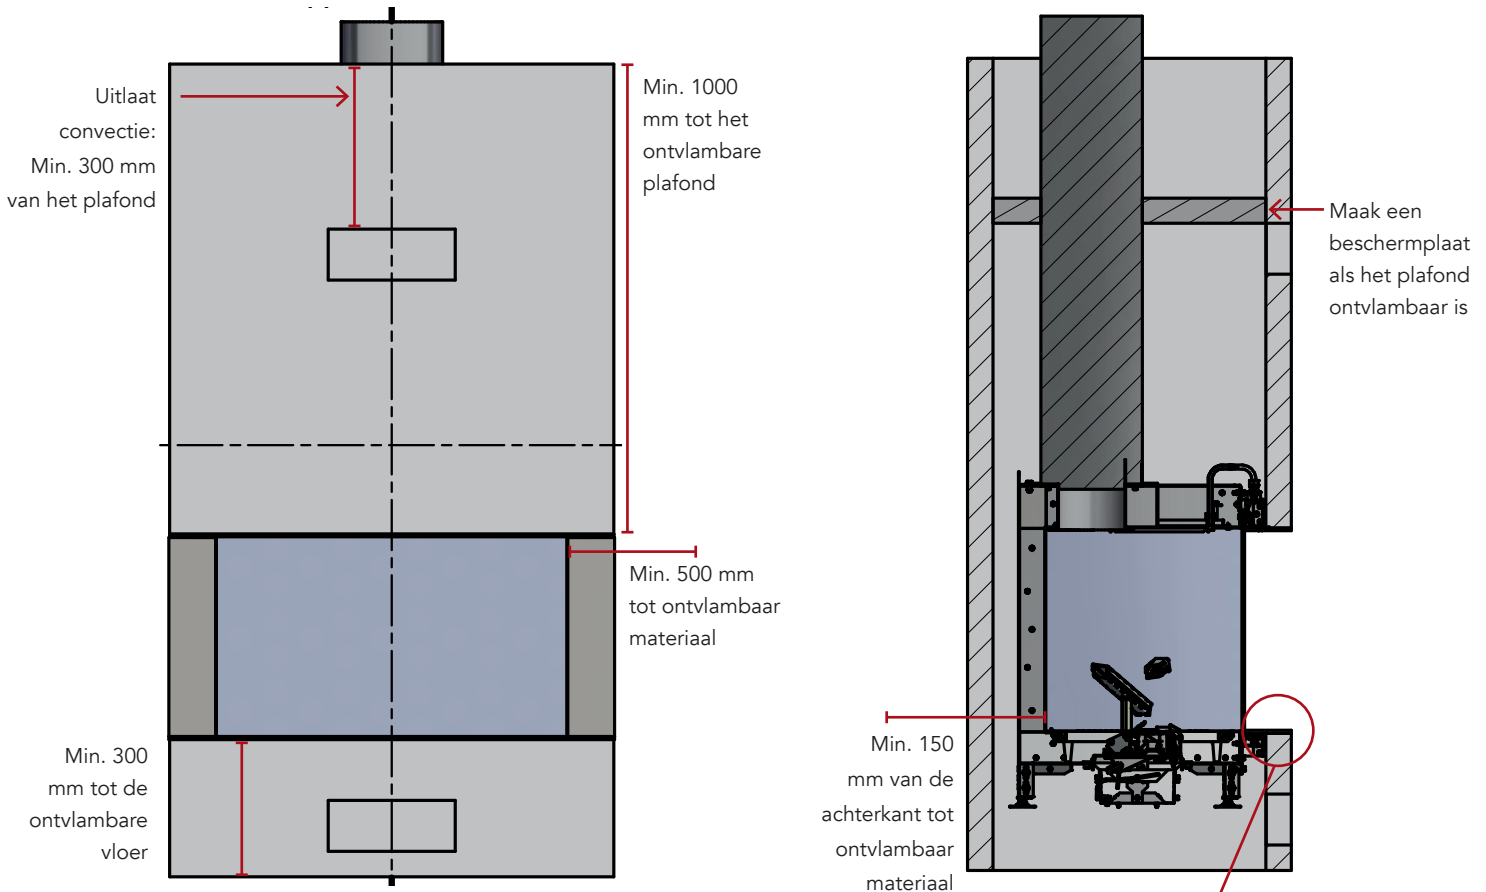 Uitlaat
convectie:
Min. 300 mm
van het plafond
Min. 1000
mm tot het
ontvlambare
plafond
Min. 500 mm
tot ontvlambaar
materiaal
Min. 300
mm tot de
ontvlambare
vloer
Maak een
beschermplaat
als het plafond
ontvlambaar is
Min. 150
mm van de
achterkant tot
ontvlambaar
materiaal